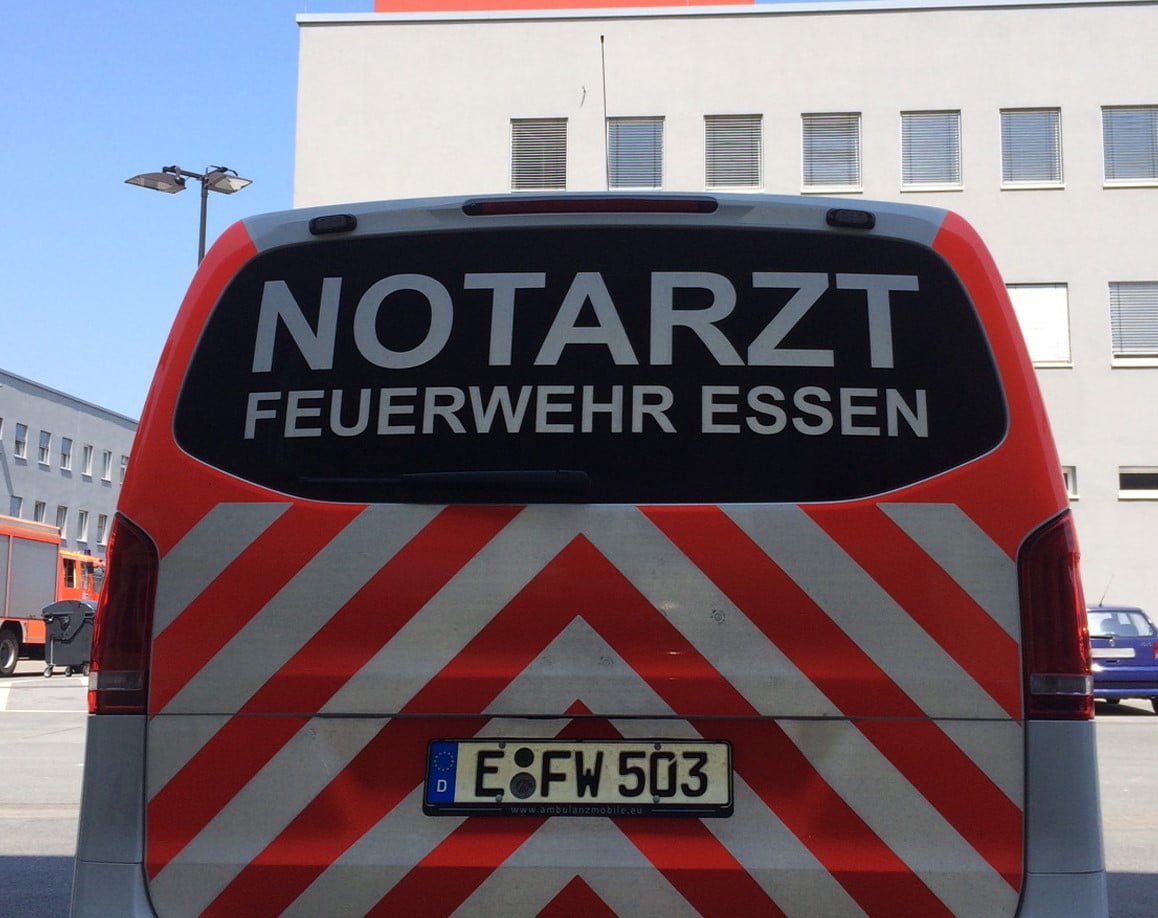 NOTARZT
FEUERWEHR ESSEN
D E FW 503
www.ambulanzmobile.eu